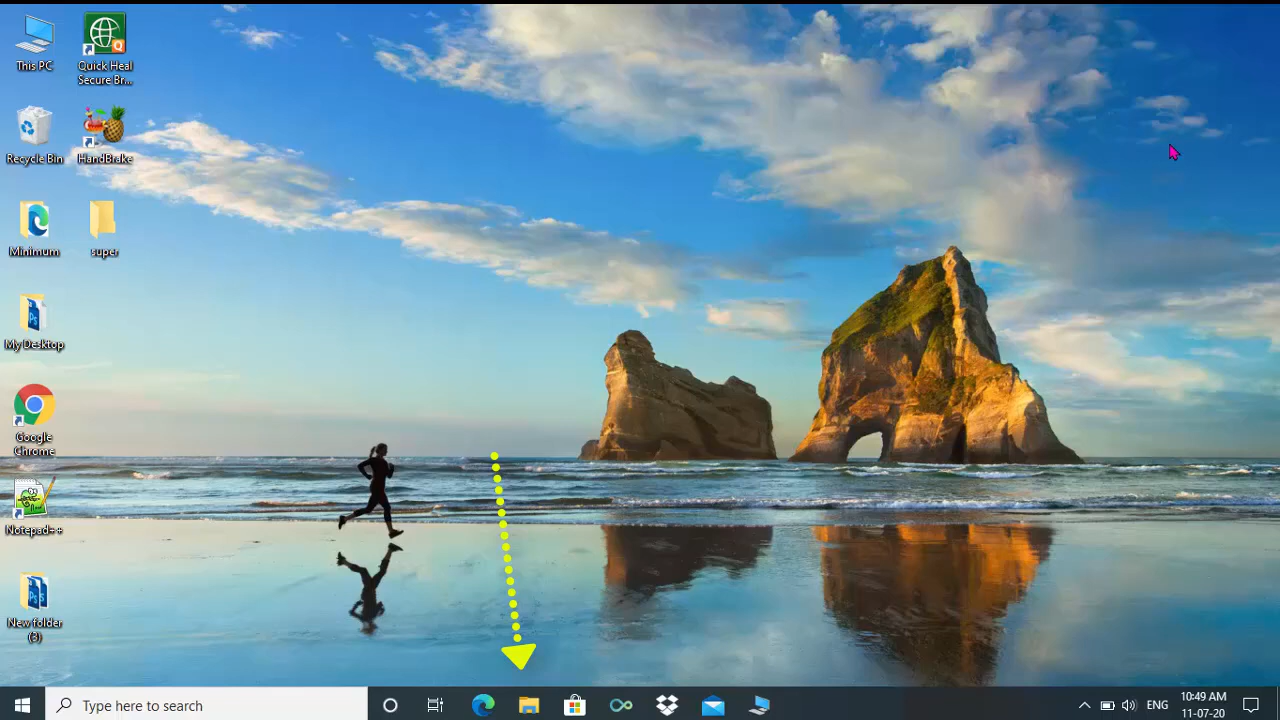 This PC
Quick Heal
Secure Br...
Recycle Bin
HandBrake
Minimum
super
My Desktop
Google
Chrome
Notepad++
New folder
(3)
Type here to search
ENG
10:49 AM
11-07-20